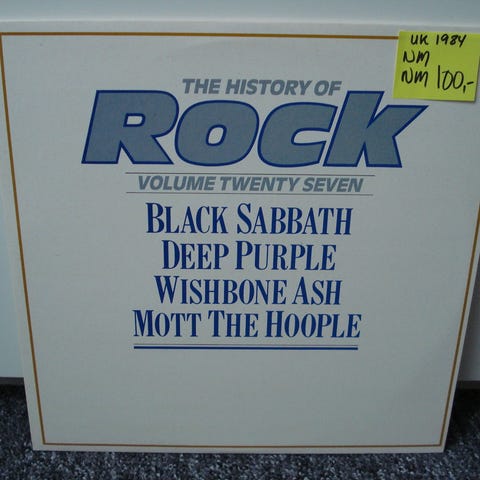 UK 1984
NM
NM 100,-
THE HISTORY OF
ROCK
VOLUME TWENTY SEVEN
BLACK SABBATH
DEEP PURPLE
WISHBONE ASH
MOTT THE HOOPLE